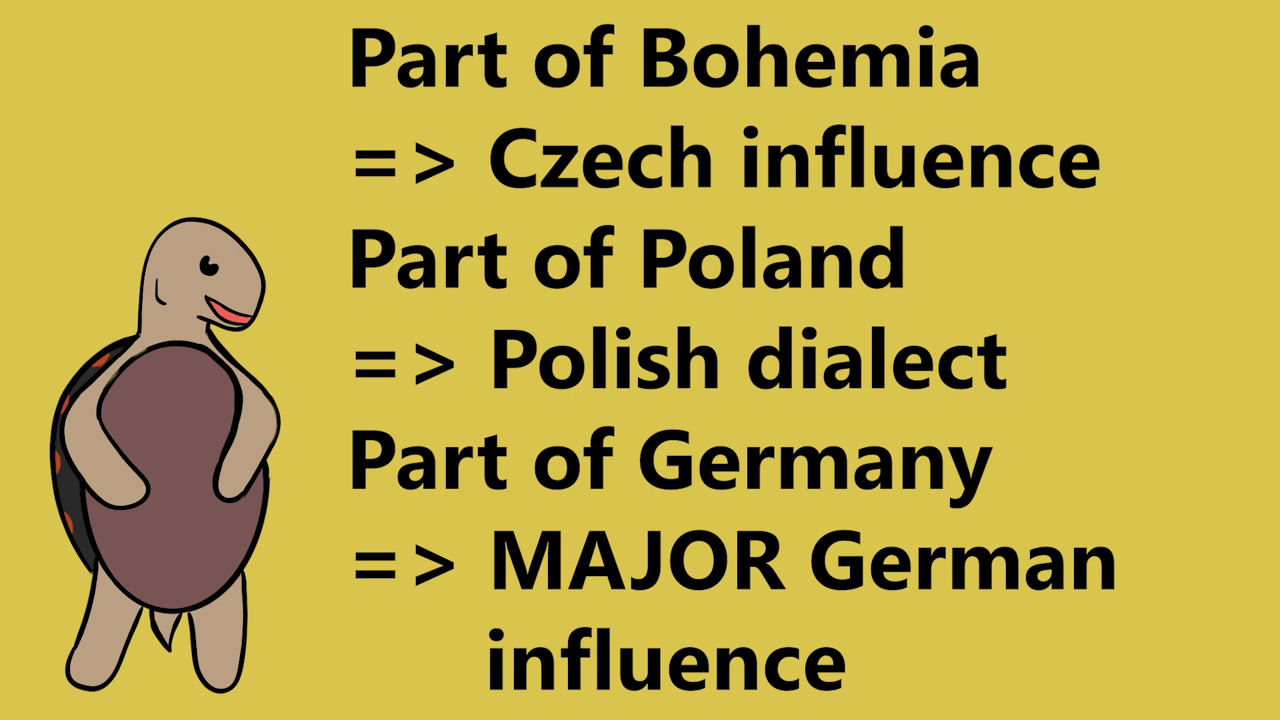 Part of Bohemia
=> Czech influence
Part of Poland
=> Polish dialect
Part of Germany
=> MAJOR German
influence